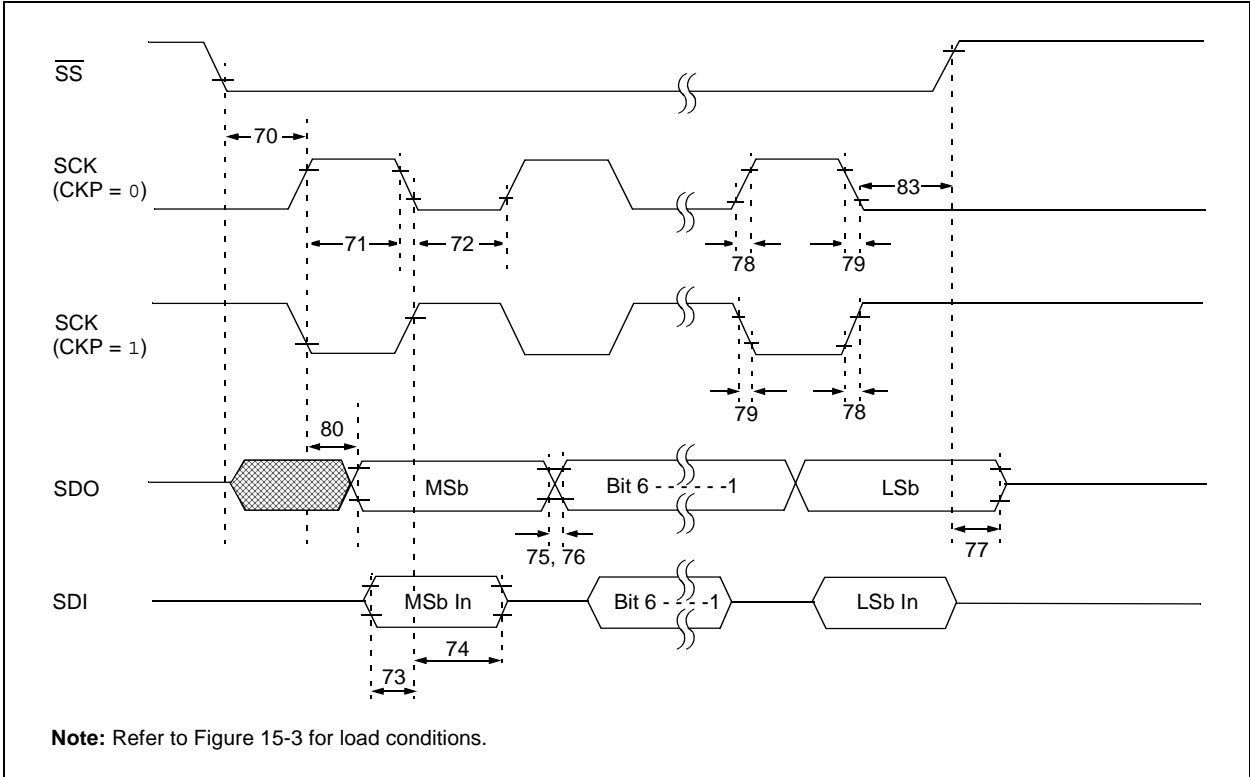 SS
70
SCK
(CKP = 0)
83
71
72
78
79
SCK
(CKP = 1)
79
78
80
SDO
MSb
Bit 6 - - - - - -1
LSb
75, 76
77
SDI
MSb In
Bit 6 - - - - -1
LSb In
74
73
Note: Refer to Figure 15-3 for load conditions.